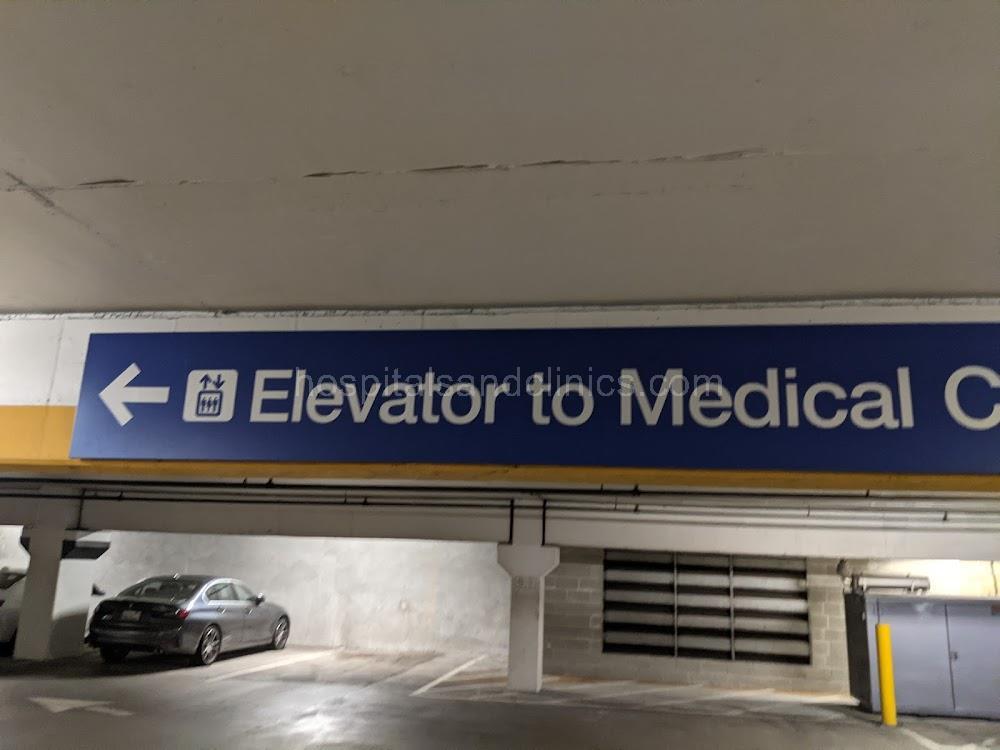 Elevator to Medical C
hospitalsandclinics.com